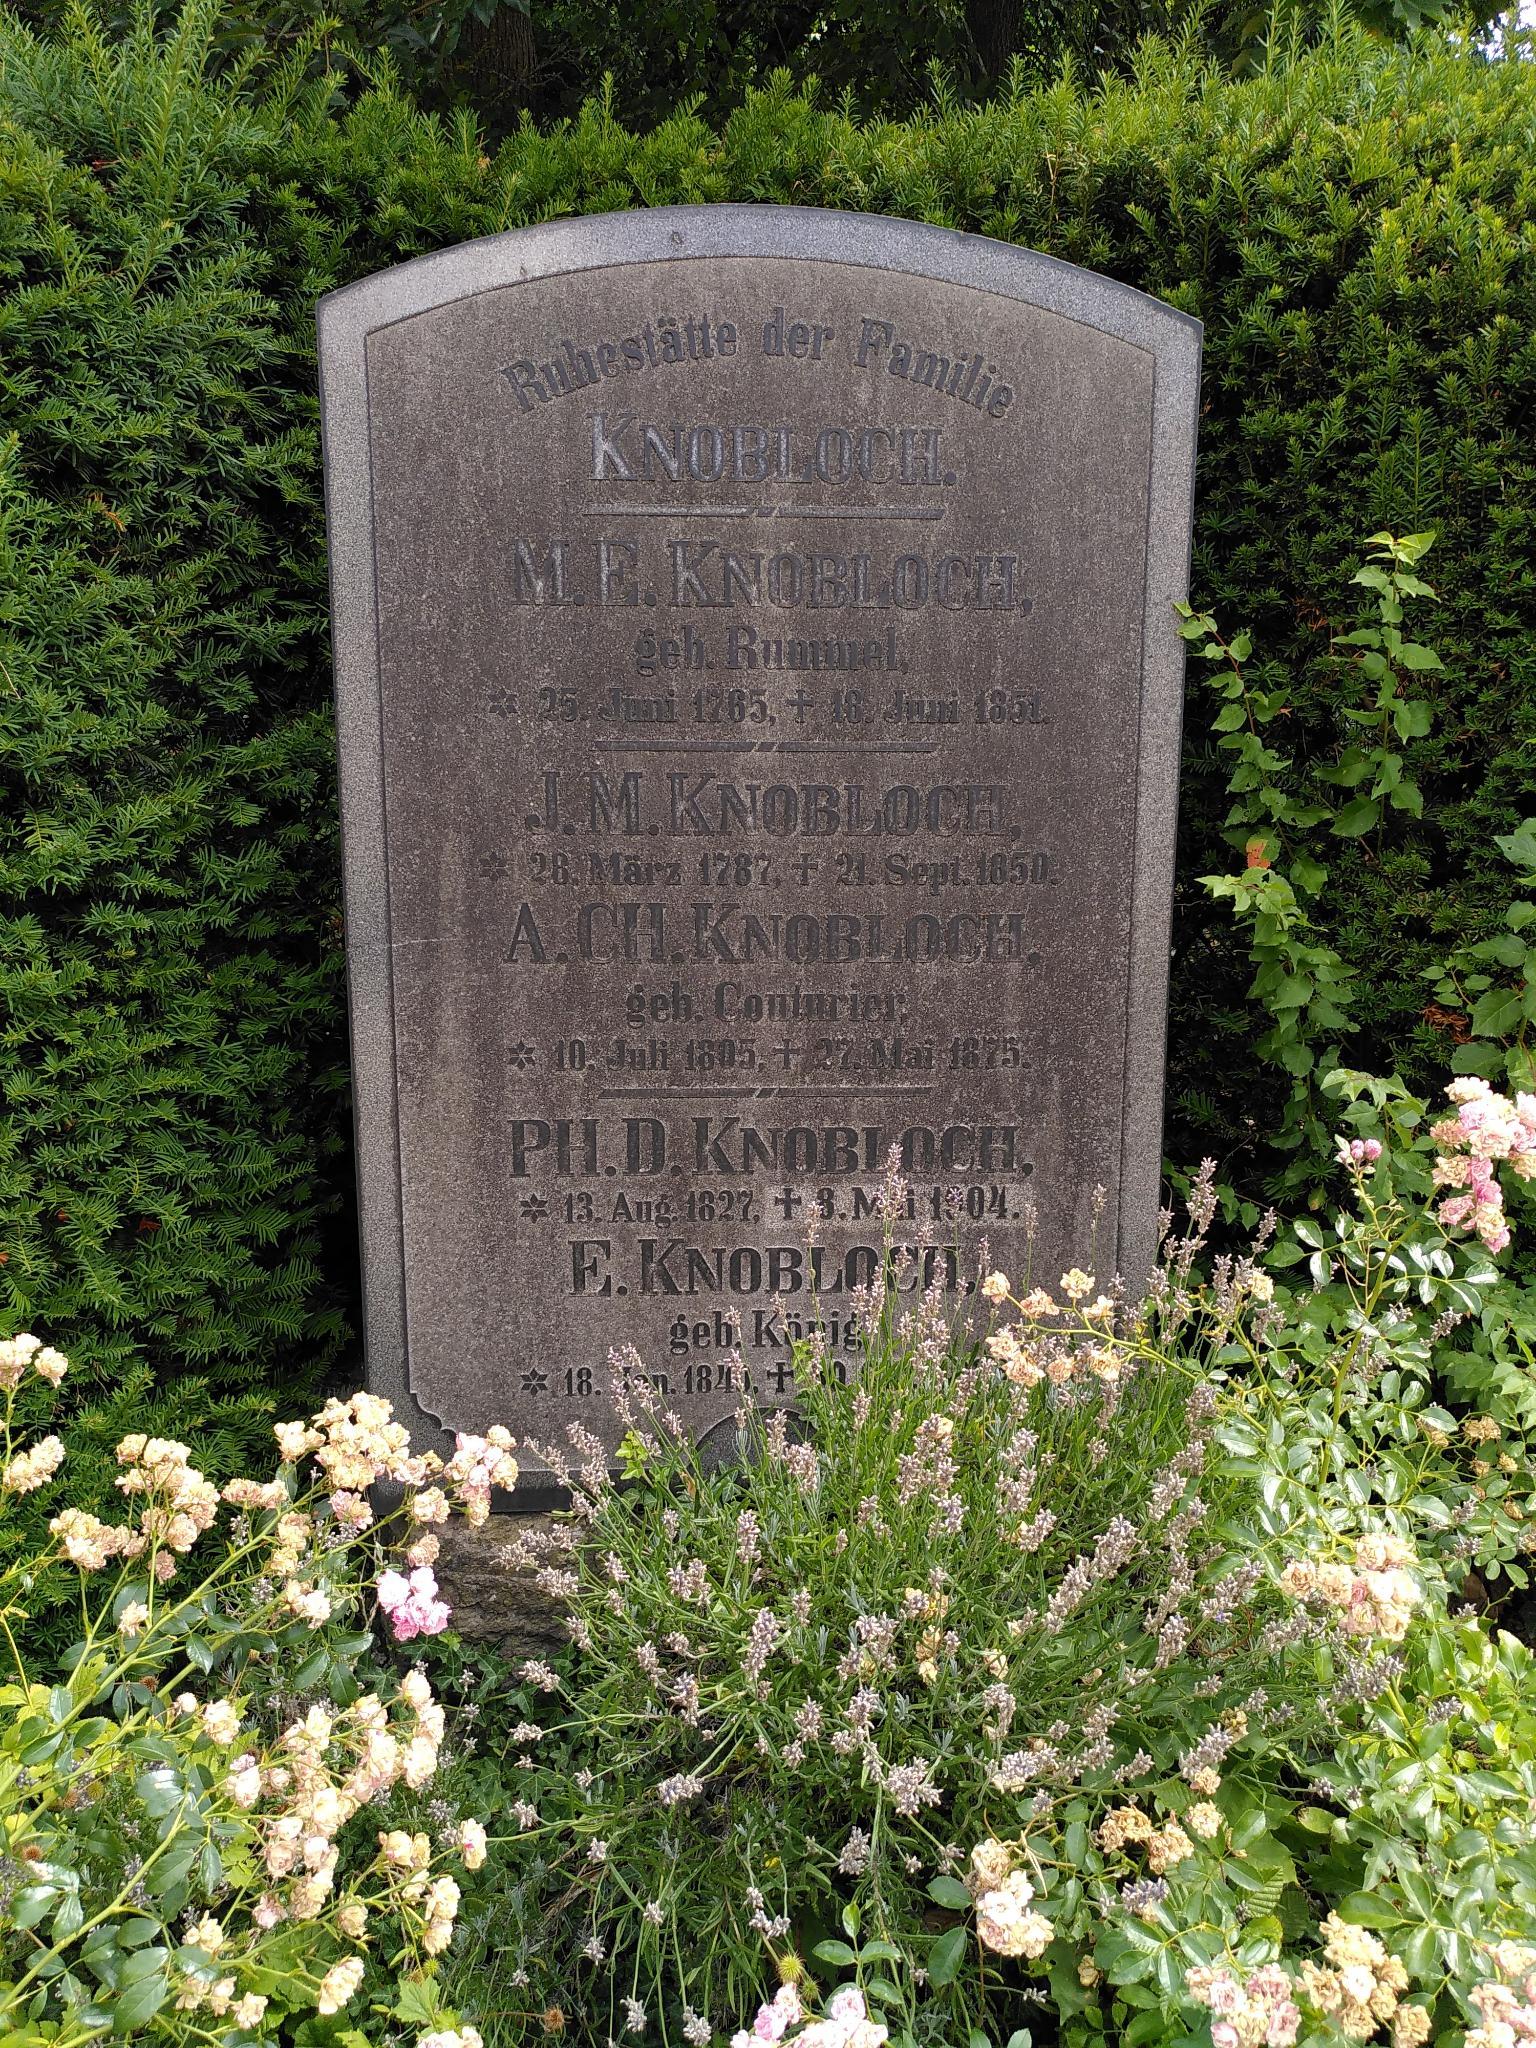 Ruhestätte der Familie
KNOBLOCH.
M. E. KNOBLOCH,
geb. Rummel,
* 25. Juni 1765, † 18. Juni 1851.
J. M. KNOBLOCH,
* 28. März 1787, † 21. Sept. 1850.
A. CH. KNOBLOCH,
geb. Couturier,
* 10. Juli 1805, † 27. Mai 1875.
PH. D. KNOBLOCH,
* 13. Aug. 1827, † 3. Mai 1904.
E. KNOBLOCH,
geb. König
* 18. Jan. †